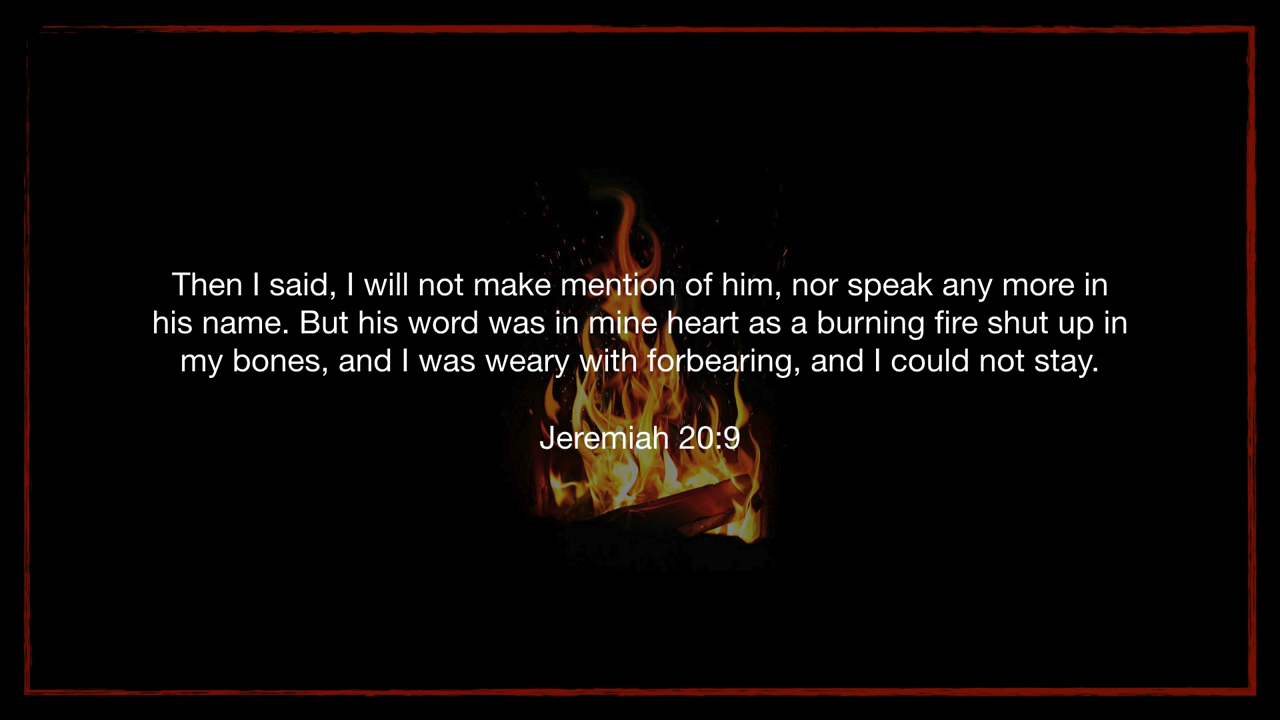 Then I said, I will not make mention of him, nor speak any more in
his name. But his word was in mine heart as a burning fire shut up in
my bones, and I was weary with forbearing, and I could not stay.
Jeremiah 20:9